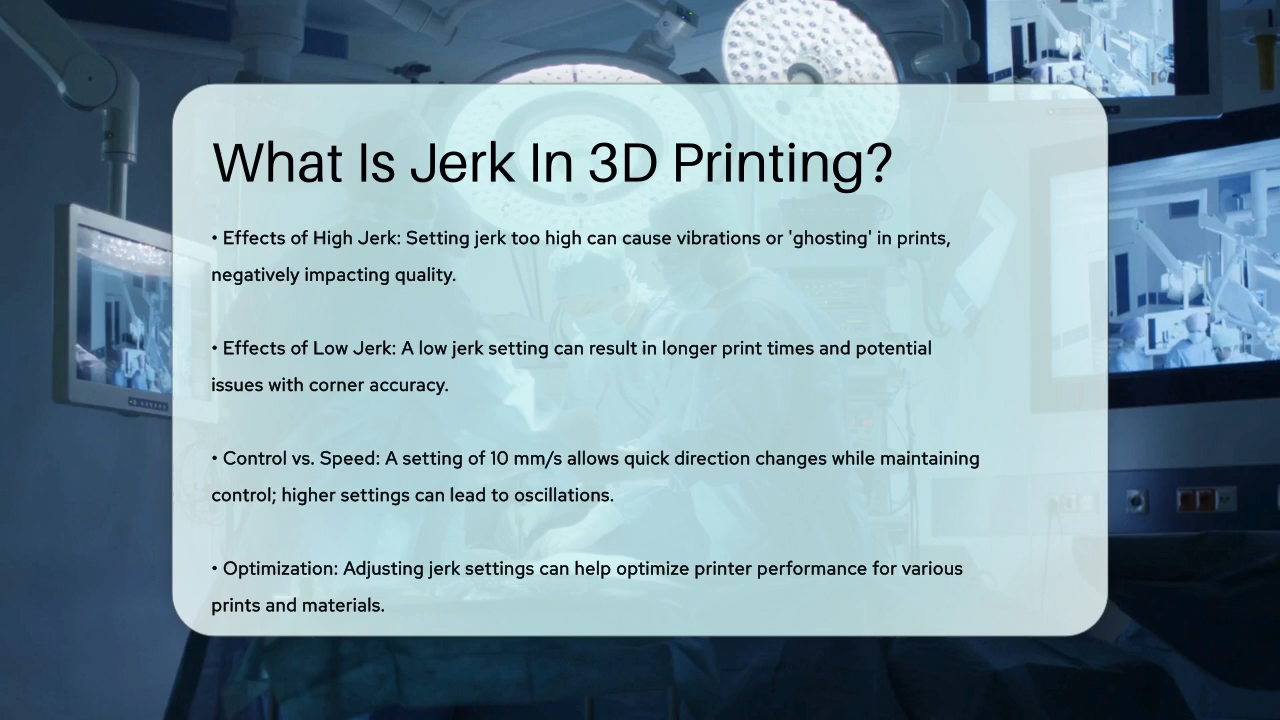 What Is Jerk In 3D Printing?
• Effects of High Jerk: Setting jerk too high can cause vibrations or 'ghosting' in prints,
negatively impacting quality.
• Effects of Low Jerk: A low jerk setting can result in longer print times and potential
issues with corner accuracy.
• Control vs. Speed: A setting of 10 mm/s allows quick direction changes while maintaining
control; higher settings can lead to oscillations.
• Optimization: Adjusting jerk settings can help optimize printer performance for various
prints and materials.